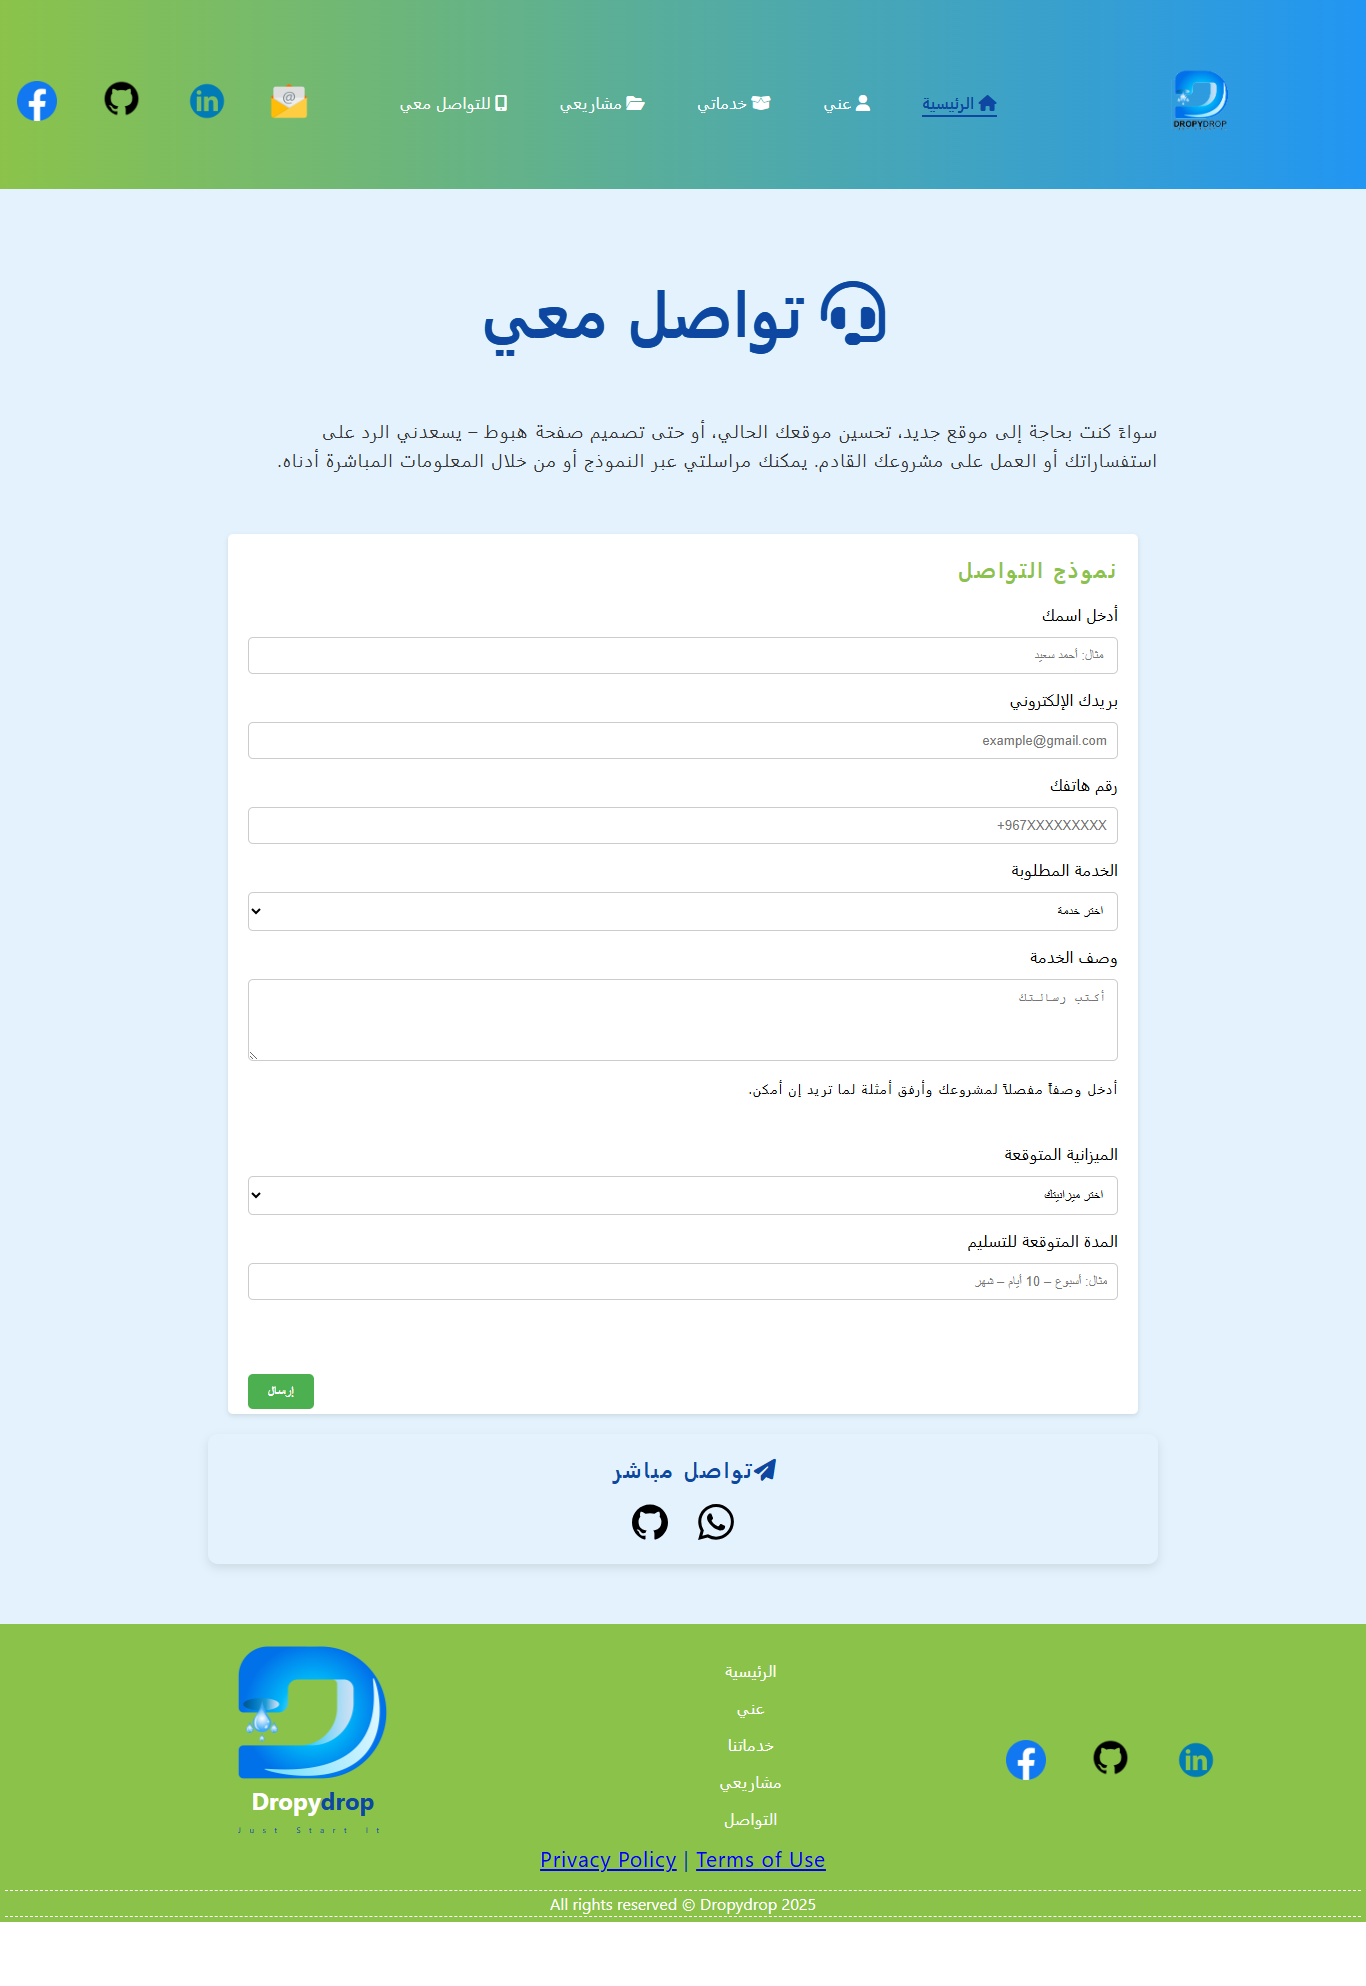 DROPYDROP
الرئيسية
عني
خدماتي
مشاريعي
للتواصل معي
تواصل معي
سواءً كنت بحاجة إلى موقع جديد، تحسين موقعك الحالي، أو حتى تصميم صفحة هبوط – يسعدني الرد على
استفساراتك أو العمل على مشروعك القادم. يمكنك مراسلتي عبر النموذج أو من خلال المعلومات المباشرة أدناه.
نموذج التواصل
أدخل اسمك
مثال: أحمد سعيد
بريدك الإلكتروني
example@gmail.com
رقم هاتفك
+967XXXXXXXXX
الخدمة المطلوبة
اختر خدمة
وصف الخدمة
أكتب رسالتك
أدخل وصفاً مفصلاً لمشروعك وأرفق أمثلة لما تريد إن أمكن.
الميزانية المتوقعة
اختر ميزانيتك
المدة المتوقعة للتسليم
مثال: أسبوع – 10 أيام – شهر
إرسال
تواصل مباشر
الرئيسية
عني
خدماتنا
مشاريعي
التواصل
Dropydrop
Just Start It
Privacy Policy | Terms of Use
All rights reserved © Dropydrop 2025